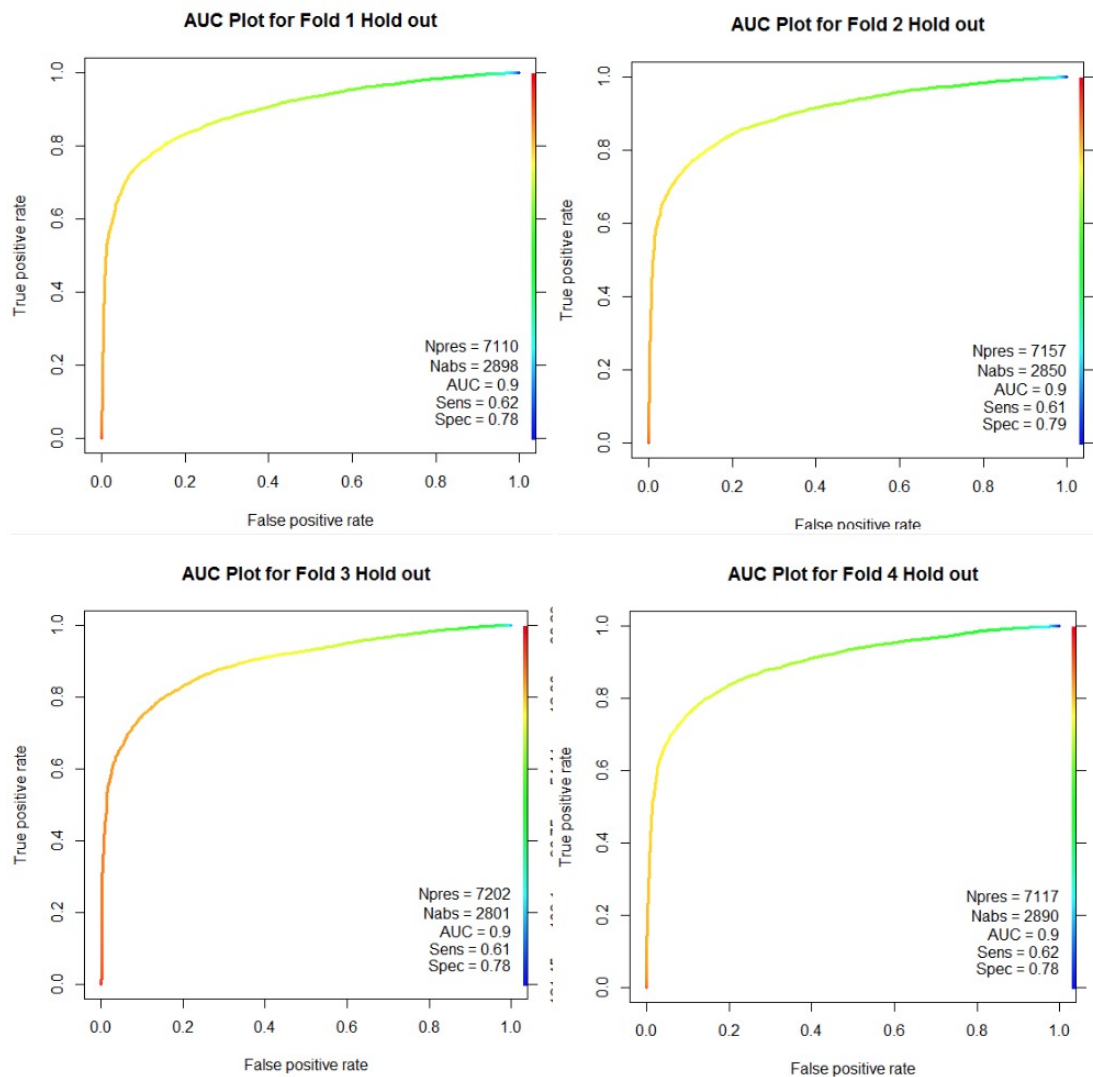 AUC Plot for Fold 1 Hold out
True positive rate
0.0 0.2 0.4 0.6 0.8 1.0
Npres = 7110
Nabs = 2898
AUC = 0.9
Sens = 0.62
Spec = 0.78
0.0 0.2 0.4 0.6 0.8 1.0
False positive rate
AUC Plot for Fold 2 Hold out
True positive rate
0.0 0.2 0.4 0.6 0.8 1.0
Npres = 7157
Nabs = 2850
AUC = 0.9
Sens = 0.61
Spec = 0.79
0.0 0.2 0.4 0.6 0.8 1.0
False positive rate
AUC Plot for Fold 3 Hold out
True positive rate
0.0 0.2 0.4 0.6 0.8 1.0
Npres = 7202
Nabs = 2801
AUC = 0.9
Sens = 0.61
Spec = 0.78
0.0 0.2 0.4 0.6 0.8 1.0
False positive rate
AUC Plot for Fold 4 Hold out
True positive rate
0.0 0.2 0.4 0.6 0.8 1.0
Npres = 7117
Nabs = 2890
AUC = 0.9
Sens = 0.62
Spec = 0.78
0.0 0.2 0.4 0.6 0.8 1.0
False positive rate